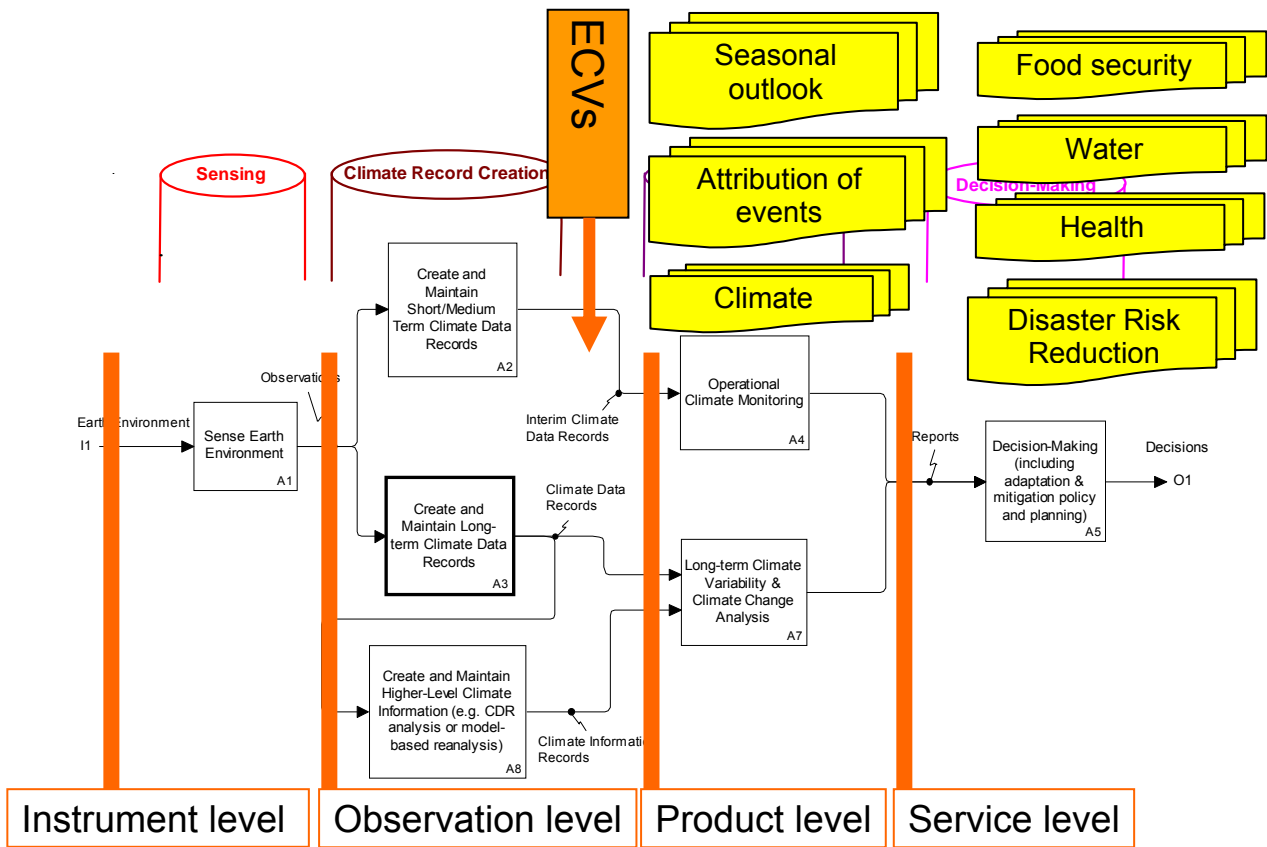 ECVs
Seasonal
outlook
Food security
Water
Sensing
Climate Record Creation
Attribution of
events
Decision-Making
Health
Climate
Disaster Risk
Reduction
Create and
Maintain
Short/Medium
Term Climate Data
Records
A2
Observations
Earth Environment
I1
Sense Earth
Environment
A1
Interim Climate
Data Records
Operational
Climate Monitoring
A4
Reports
Decision-Making
(including
adaptation &
mitigation policy
and planning)
A5
Decisions
O1
Create and
Maintain Long-
term Climate Data
Records
A3
Climate Data
Records
Long-term Climate
Variability &
Climate Change
Analysis
A7
Create and Maintain
Higher-Level Climate
Information (e.g. CDR
analysis or model-
based reanalysis)
A8
Climate Informati
Records
Instrument level
Observation level
Product level
Service level